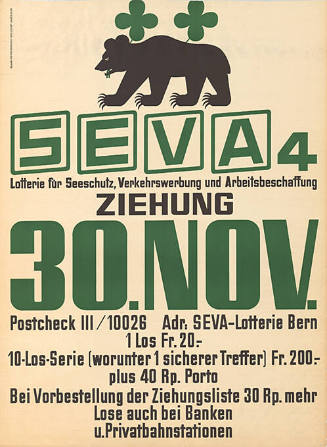 SEVA 4
Lotterie für Seeschutz, Verkehrswerbung und Arbeitsbeschaffung
ZIEHUNG
30.NOV.
Postcheck III/10026 Adr. SEVA-Lotterie Bern
1 Los Fr. 20.-
10-Los-Serie (worunter 1 sicherer Treffer) Fr. 200.-
plus 40 Rp. Porto
Bei Vorbestellung der Ziehungsliste 30 Rp. mehr
Lose auch bei Banken
u. Privatbahnstationen